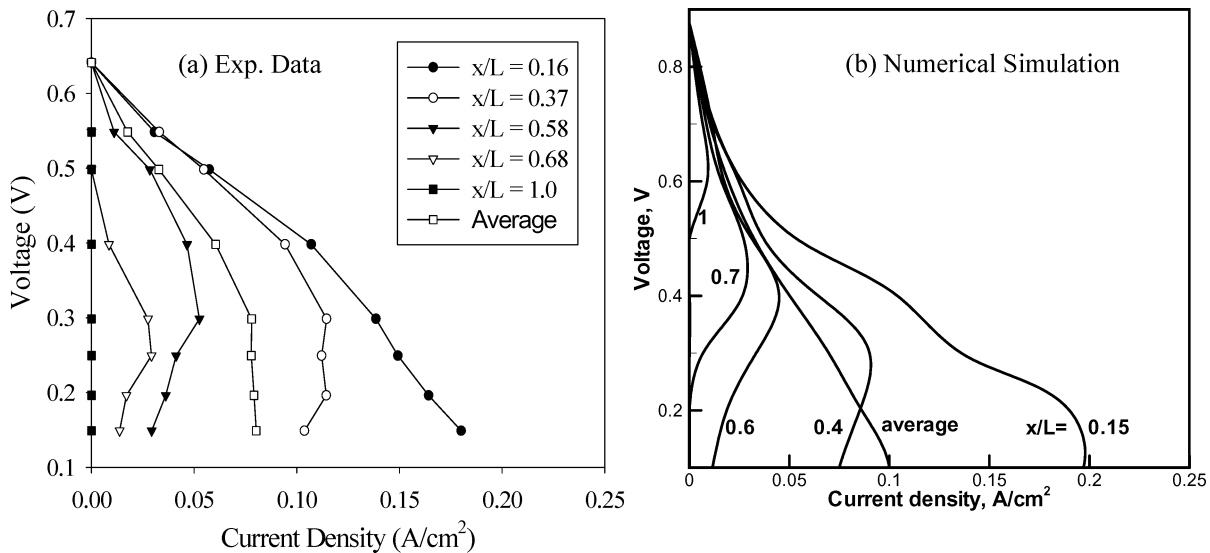 0.7
(a) Exp. Data
x/L = 0.16
x/L = 0.37
x/L = 0.58
x/L = 0.68
x/L = 1.0
Average
0.6
0.5
0.4
0.3
0.2
0.1
Voltage (V)
0.00 0.05 0.10 0.15 0.20 0.25
Current Density (A/cm²)
(b) Numerical Simulation
0.8
0.6
0.4
0.2
Voltage, V
1
0.7
0.6
0.4
average
x/L= 0.15
0.05 0.1 0.15 0.2 0.25
Current density, A/cm²